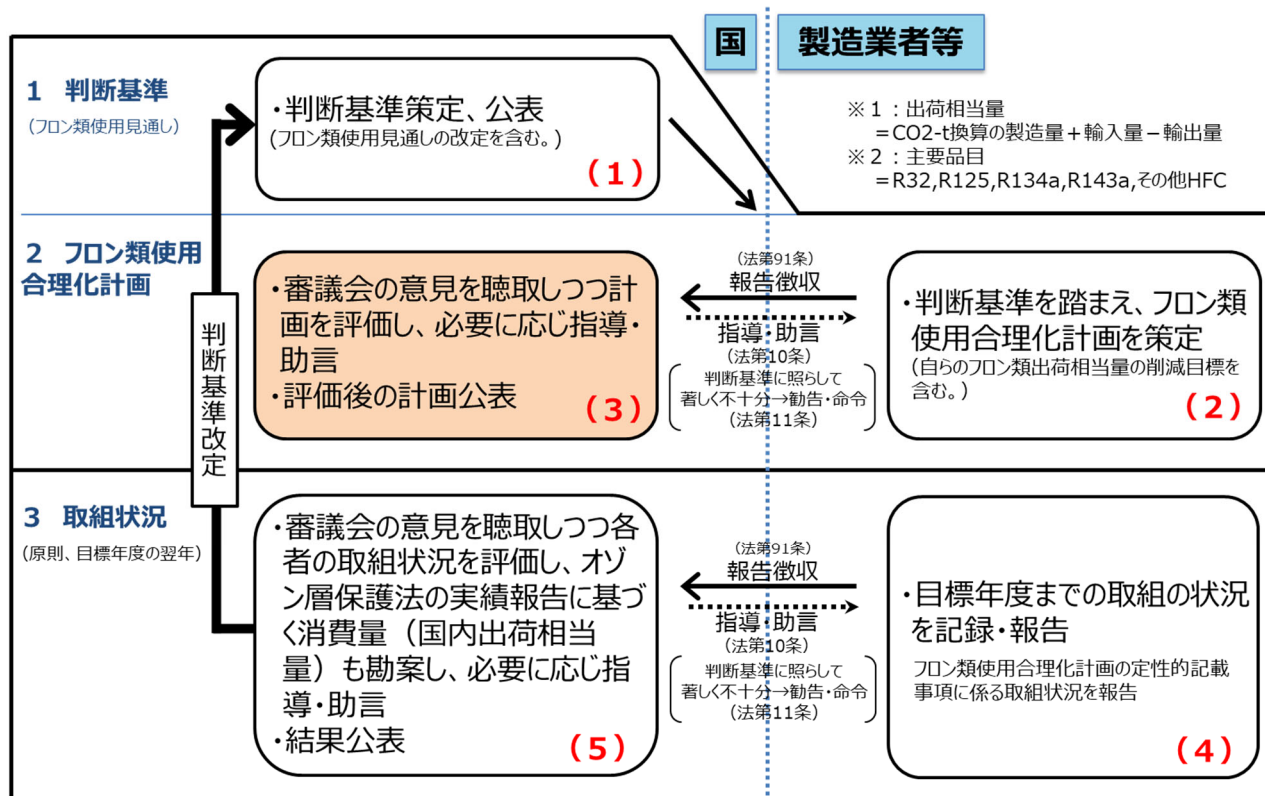 国
製造業者等
1 判断基準
(フロン類使用見通し)
・判断基準策定、公表
(フロン類使用見通しの改定を含む。)
(1)
※1:出荷相当量
=CO2-t換算の製造量+輸入量-輸出量
※2:主要品目
=R32,R125,R134a,R143a,その他HFC
2 フロン類使用
合理化計画
・審議会の意見を聴取しつつ計
画を評価し、必要に応じ指導・
助言
・評価後の計画公表
(3)
(法第91条)
報告徴収
指導・助言
(法第10条)
判断基準に照らして
著しく不十分→勧告・命令
(法第11条)
・判断基準を踏まえ、フロン類
使用合理化計画を策定
(自らのフロン類出荷相当量の削減目標を
含む。)
(2)
判断基準改定
3 取組状況
(原則、目標年度の翌年)
・審議会の意見を聴取しつつ各
者の取組状況を評価し、オゾ
ン層保護法の実績報告に基づ
く消費量(国内出荷相当
量)も勘案し、必要に応じ指
導・助言
・結果公表
(5)
(法第91条)
報告徴収
指導・助言
(法第10条)
判断基準に照らして
著しく不十分→勧告・命令
(法第11条)
・目標年度までの取組の状況
を記録・報告
フロン類使用合理化計画の定性的記載
事項に係る取組状況を報告
(4)